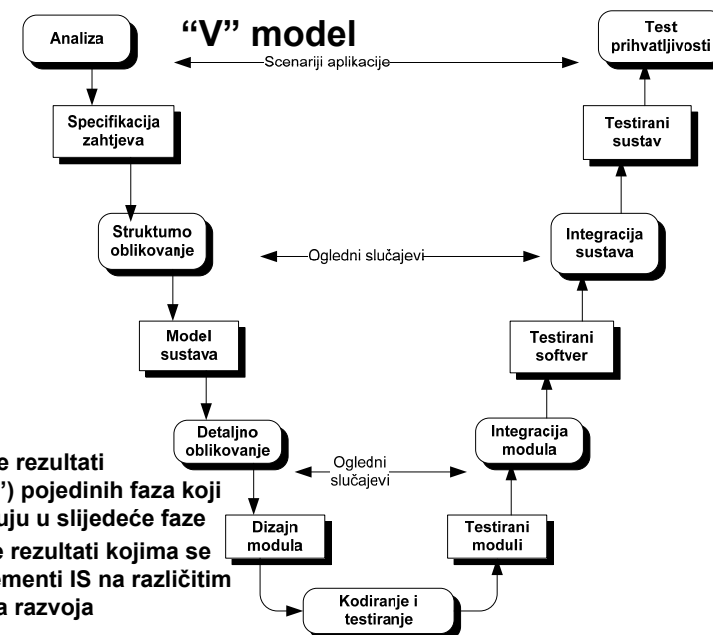 “V” model
Analiza
Test
prihvatljivosti
Scenariji aplikacije
Specifikacija
zahtjeva
Testirani
sustav
Strukturno
oblikovanje
Ogledni slučajevi
Integracija
sustava
Model
sustava
Testirani
softver
Detaljno
oblikovanje
Ogledni
slučajevi
Integracija
modula
e rezultati
”) pojedinih faza koji
uju u slijedeće faze
e rezultati kojima se
ementi IS na različitim
a razvoja
Dizajn
modula
Testirani
moduli
Kodiranje i
testiranje